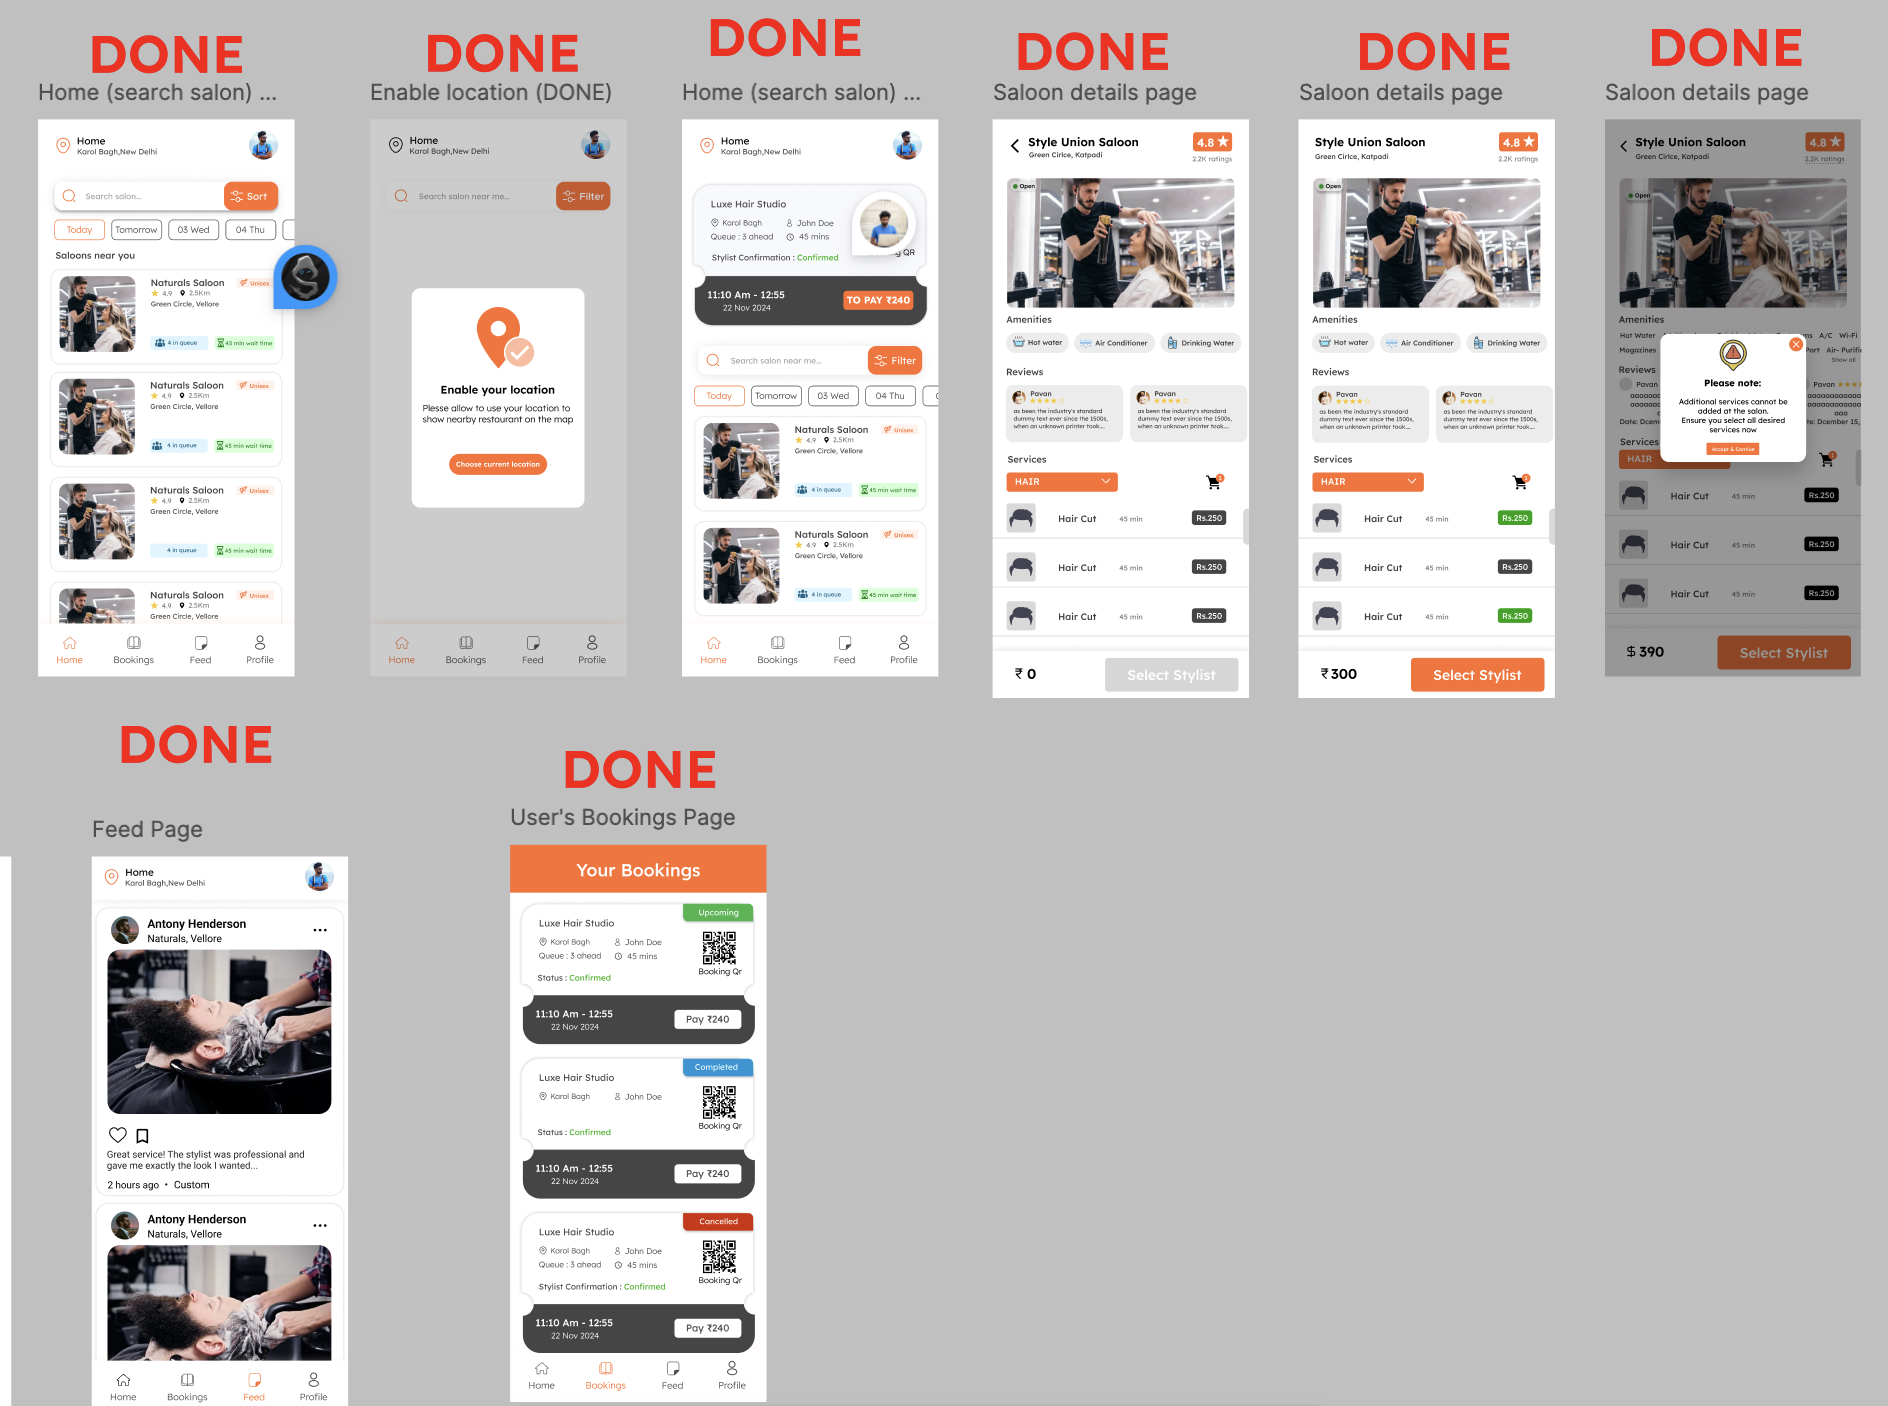 DONE
Home (search salon) ...
Home
Karol Bagh,New Delhi
Search salon...
Sort
Today
Tomorrow
03 Wed
04 Thu
Saloons near you
Naturals Saloon
Unisex
4.9
2.5Km
Green Circle, Vellore
4 in queue
45 min wait time
Naturals Saloon
Unisex
4.9
2.5Km
Green Circle, Vellore
4 in queue
45 min wait time
Naturals Saloon
Unisex
4.9
2.5Km
Green Circle, Vellore
4 in queue
45 min wait time
Naturals Saloon
Unisex
4.9
2.5Km
Green Circle, Vellore
Home
Bookings
Feed
Profile
DONE
Enable location (DONE)
Home
Karol Bagh,New Delhi
Search salon near me...
Filter
Enable your location
Plesse allow to use your location to
show nearby restaurant on the map
Choose current location
Home
Bookings
Feed
Profile
DONE
Home (search salon) ...
Home
Karol Bagh,New Delhi
Luxe Hair Studio
Karol Bagh
John Doe
Queue : 3 ahead
45 mins
QR
Stylist Confirmation : Confirmed
11:10 Am - 12:55
22 Nov 2024
TO PAY ₹240
Search salon near me...
Filter
Today
Tomorrow
03 Wed
04 Thu
Naturals Saloon
Unisex
4.9
2.5Km
Green Circle, Vellore
4 in queue
45 min wait time
Naturals Saloon
Unisex
4.9
2.5Km
Green Circle, Vellore
4 in queue
45 min wait time
Home
Bookings
Feed
Profile
DONE
Saloon details page
Style Union Saloon
Green Cirlce, Katpadi
4.8
2.2K ratings
Open
Amenities
Hot water
Air Conditioner
Drinking Water
Reviews
Pavan
as been the industry's standard
dummy text ever since the 1500s,
when an unknown printer took....
Pavan
as been the industry's standard
dummy text ever since the 1500s,
when an unknown printer took....
Services
HAIR
Hair Cut
45 min
Rs.250
Hair Cut
45 min
Rs.250
Hair Cut
45 min
Rs.250
₹ 0
Select Stylist
DONE
Saloon details page
Style Union Saloon
Green Cirlce, Katpadi
4.8
2.2K ratings
Open
Amenities
Hot water
Air Conditioner
Drinking Water
Reviews
Pavan
as been the industry's standard
dummy text ever since the 1500s,
when an unknown printer took....
Pavan
as been the industry's standard
dummy text ever since the 1500s,
when an unknown printer took....
Services
HAIR
Hair Cut
45 min
Rs.250
Hair Cut
45 min
Rs.250
Hair Cut
45 min
Rs.250
₹ 300
Select Stylist
DONE
Saloon details page
Style Union Saloon
Green Cirlce, Katpadi
4.8
2.2K ratings
Open
Amenities
Hot Water
A/C
Wi-Fi
Magazines
Show all
Reviews
Pavan
Pavan
Services
HAIR
Please note:
Additional services cannot be
added at the salon.
Ensure you select all desired
services now
Accept & Contiue
Hair Cut
45 min
Rs.250
Hair Cut
45 min
Rs.250
Hair Cut
45 min
Rs.250
$ 390
Select Stylist
DONE
Feed Page
Home
Karol Bagh,New Delhi
Antony Henderson
Naturals, Vellore
Great service! The stylist was professional and
gave me exactly the look I wanted...
2 hours ago • Custom
Antony Henderson
Naturals, Vellore
Home
Bookings
Feed
Profile
DONE
User's Bookings Page
Your Bookings
Upcoming
Luxe Hair Studio
Karol Bagh
John Doe
Queue : 3 ahead
45 mins
Booking Qr
Status : Confirmed
11:10 Am - 12:55
22 Nov 2024
Pay ₹240
Completed
Luxe Hair Studio
Karol Bagh
John Doe
Booking Qr
Status : Confirmed
11:10 Am - 12:55
22 Nov 2024
Pay ₹240
Cancelled
Luxe Hair Studio
Karol Bagh
John Doe
Queue : 3 ahead
45 mins
Booking Qr
Stylist Confirmation : Confirmed
11:10 Am - 12:55
22 Nov 2024
Pay ₹240
Home
Bookings
Feed
Profile